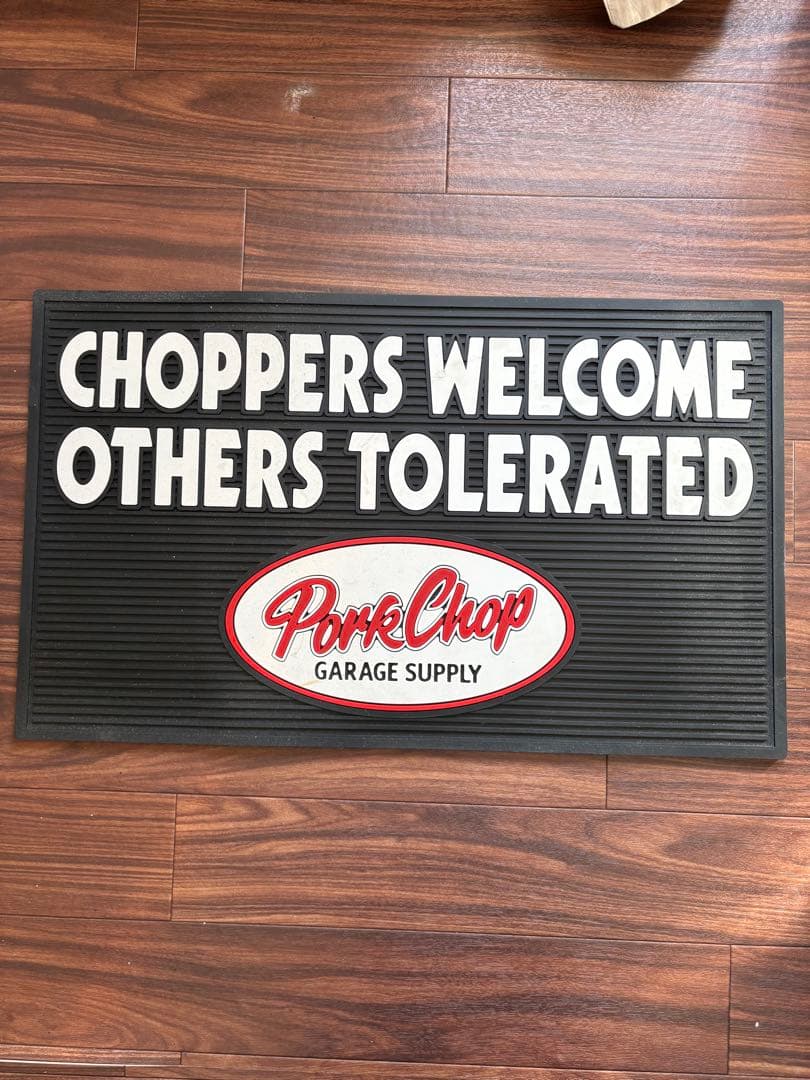 CHOPPERS WELCOME
OTHERS TOLERATED
PorkChop
GARAGE SUPPLY